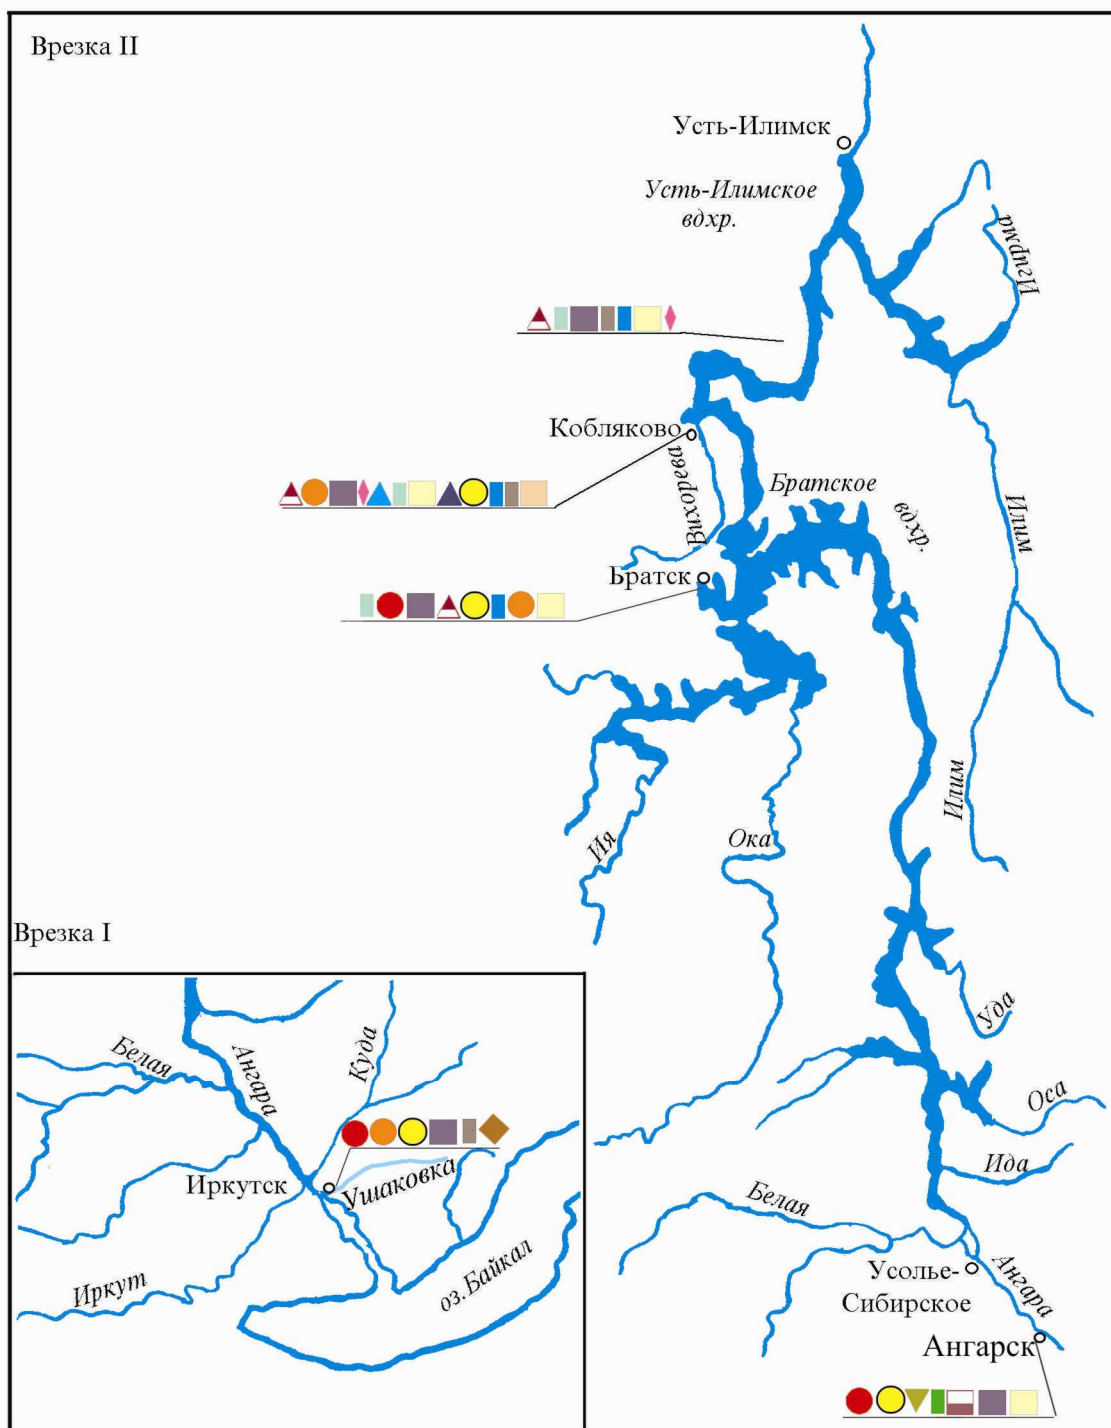 Врезка II
Усть-Илимск
Усть-Илимское
вдхр.
Игирма
Кобляково
Вихорева
Братское
вдхр.
Илим
Братск
Илим
Ия
Ока
Врезка I
Уда
Белая
Ангара
Куда
Оса
Иркутск
Ушаковка
Ида
Белая
Иркут
оз. Байкал
Усолье-
Сибирское
Ангара
Ангарск